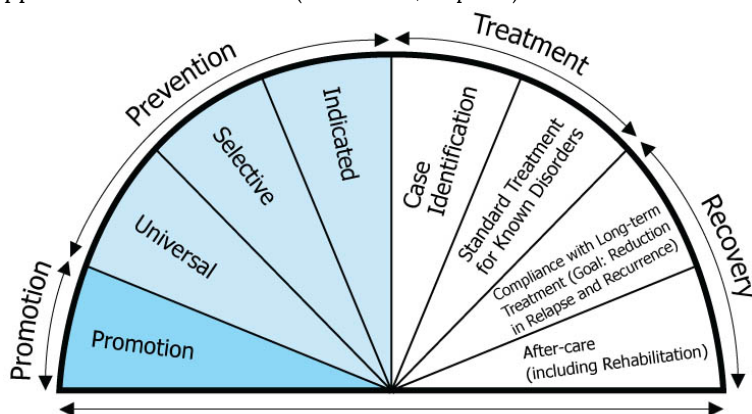 Prevention
Treatment
Promotion
Recovery
Promotion
Universal
Selective
Indicated
Case
Identification
Standard Treatment
for Known Disorders
Compliance with Long-term
Treatment (Goal: Reduction
in Relapse and Recurrence)
After-care
(including Rehabilitation)